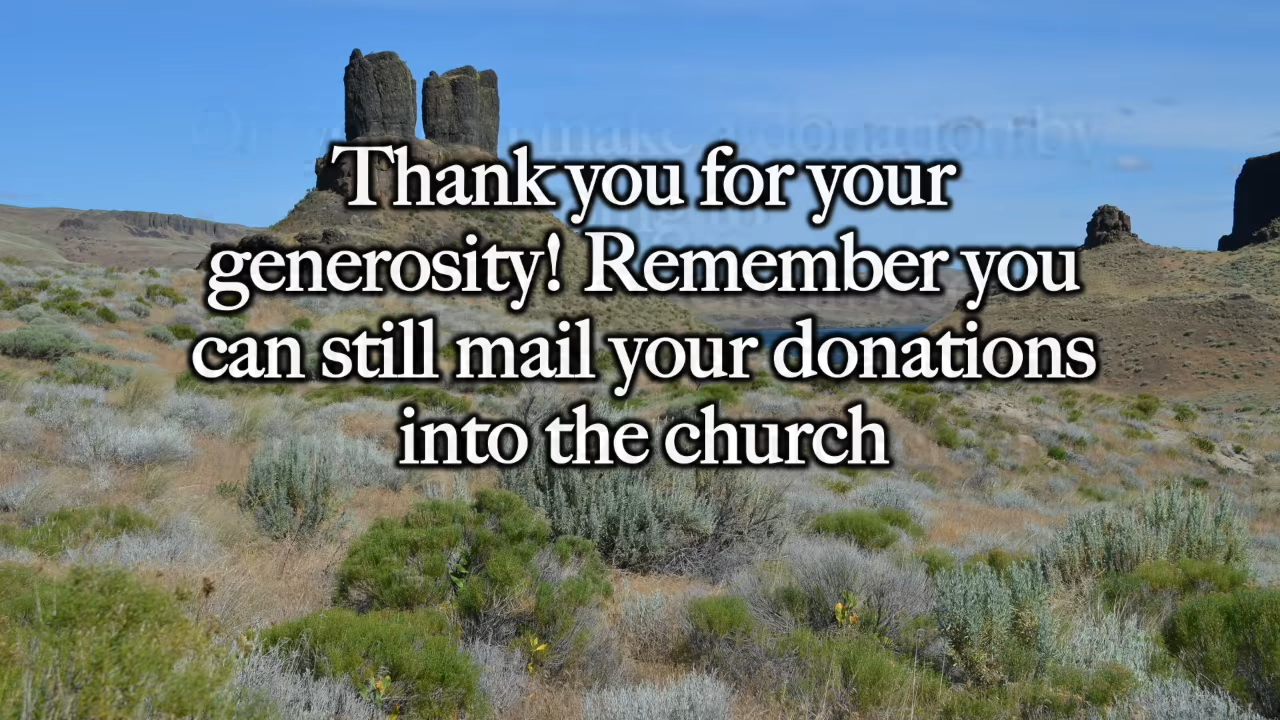 Thank you for your
generosity! Remember you
can still mail your donations
into the church